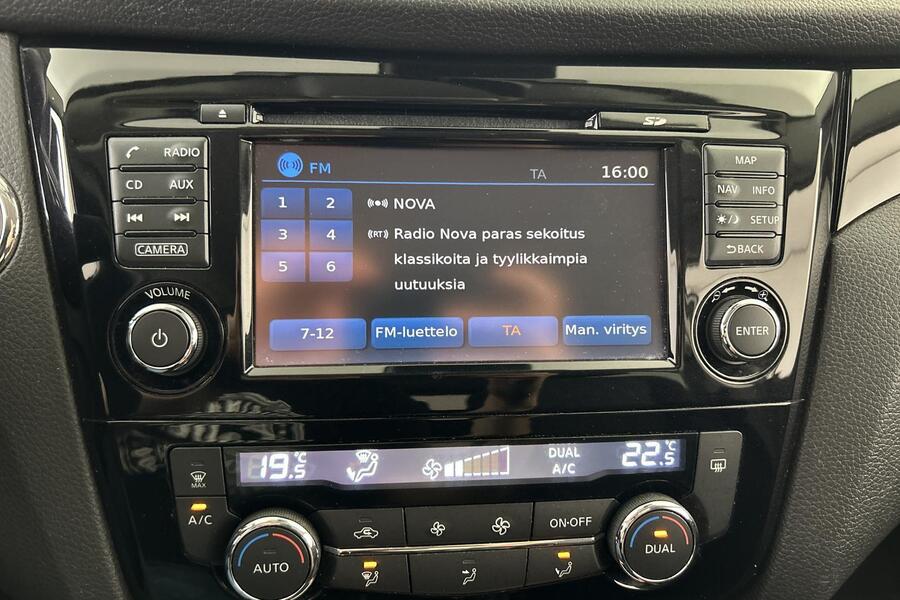 SD
RADIO
CD AUX
CAMERA
VOLUME
FM
TA 16:00
1 2
3 4
5 6
NOVA
(RT) Radio Nova paras sekoitus
klassikoita ja tyylikkäimpia
uutuuksia
7-12 FM-luettelo TA Man. viritys
MAP
NAV INFO
SETUP
BACK
ENTER
19.5°C
DUAL
A/C
22.5°C
MAX
A/C
AUTO
ON·OFF
DUAL